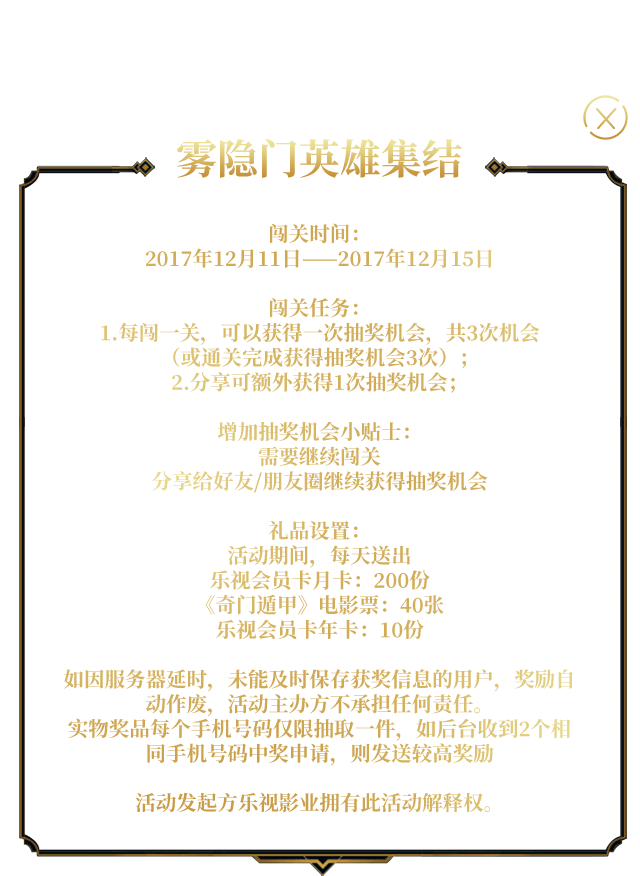 雾隐门英雄集结
闯关时间：
2017年12月11日——2017年12月15日
闯关任务：
1.每闯一关，可以获得一次抽奖机会，共3次机会
（或通关完成获得抽奖机会3次）；
2.分享可额外获得1次抽奖机会；
增加抽奖机会小贴士：
需要继续闯关
分享给好友/朋友圈继续获得抽奖机会
礼品设置：
活动期间，每天送出
乐视会员卡月卡：200份
《奇门遁甲》电影票：40张
乐视会员卡年卡：10份
如因服务器延时，未能及时保存获奖信息的用户，奖励自
动作废，活动主办方不承担任何责任。
实物奖品每个手机号码仅限抽取一件，如后台收到2个相
同手机号码中奖申请，则发送较高奖励
活动发起方乐视影业拥有此活动解释权。